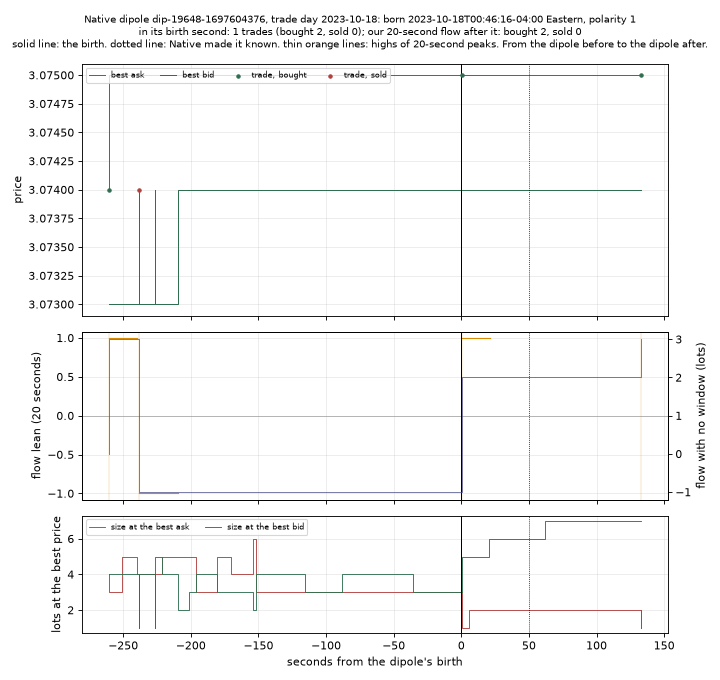 Native dipole dip-19648-1697604376, trade day 2023-10-18: born 2023-10-18T00:46:16-04:00 Eastern, polarity 1
in its birth second: 1 trades (bought 2, sold 0); our 20-second flow after it: bought 2, sold 0
solid line: the birth. dotted line: Native made it known. thin orange lines: highs of 20-second peaks. From the dipole before to the dipole after.
best ask best bid trade, bought trade, sold
3.07500
3.07475
3.07450
3.07425
3.07400
3.07375
3.07350
3.07325
3.07300
price
1.0
0.5
0.0
−0.5
−1.0
flow lean (20 seconds)
3
2
1
0
−1
flow with no window (lots)
size at the best ask size at the best bid
6
4
2
lots at the best price
−250 −200 −150 −100 −50 0 50 100 150
seconds from the dipole's birth